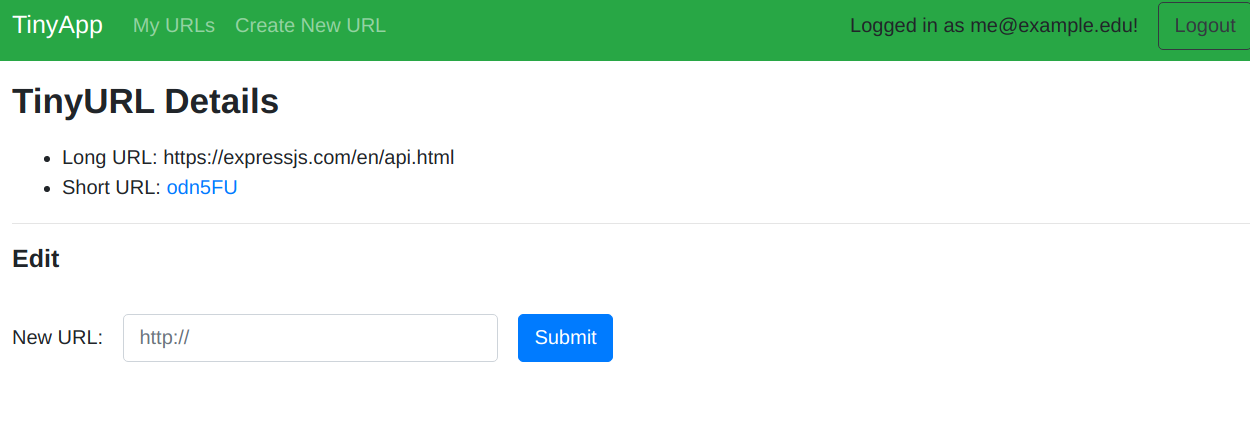 TinyApp My URLs Create New URL Logged in as me@example.edu! Logout
TinyURL Details
Long URL: https://expressjs.com/en/api.html
Short URL: odn5FU
Edit
New URL: http:// Submit